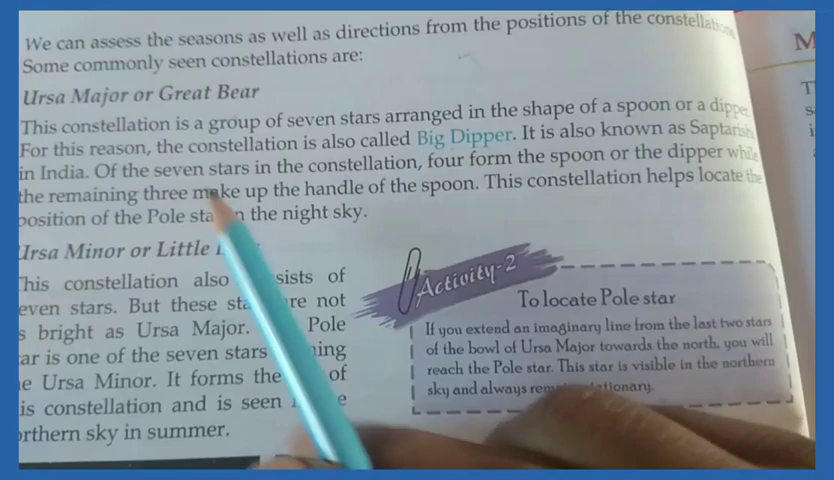 We can assess the seasons as well as directions from the positions of the constellations.
Some commonly seen constellations are:
Ursa Major or Great Bear
This constellation is a group of seven stars arranged in the shape of a spoon or a dipper
For this reason, the constellation is also called Big Dipper. It is also known as Saptarishi
in India. Of the seven stars in the constellation, four form the spoon or the dipper while
the remaining three make up the handle of the spoon. This constellation helps locate the
position of the Pole sta n the night sky.
Ursa Minor or Little
This constellation also sists of
even stars. But these sta re not
s bright as Ursa Major. Pole
ar is one of the seven stars ning
e Ursa Minor. It forms the of
is constellation and is seen e
orthern sky in summer.
Activity-2
To locate Pole star
If you extend an imaginary line from the last two stars
of the bowl of Ursa Major towards the north, you will
reach the Pole star. This star is visible in the northern
sky and always rem tationary.
M
T
s
i